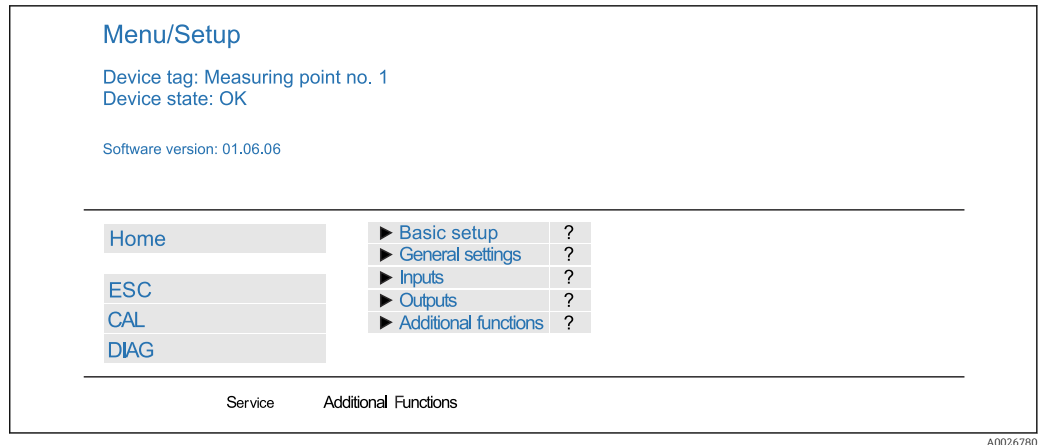 Menu/Setup
Device tag: Measuring point no. 1
Device state: OK
Software version: 01.06.06
Home
ESC
CAL
DIAG
► Basic setup ?
► General settings ?
► Inputs ?
► Outputs ?
► Additional functions ?
Service Additional Functions
A0026780